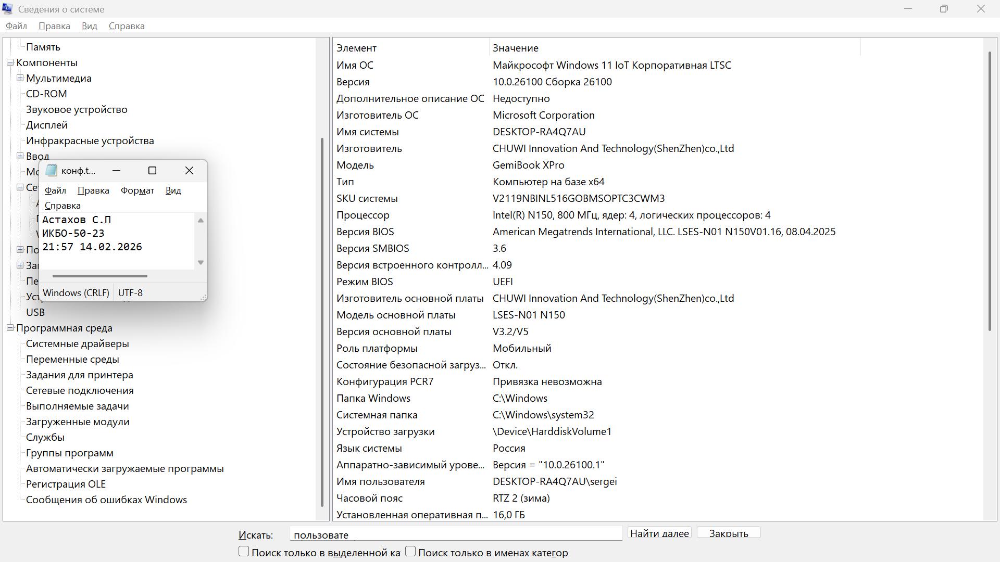 Сведения о системе
Файл Правка Вид Справка
Память
Компоненты
Мультимедиа
CD-ROM
Звуковое устройство
Дисплей
Инфракрасные устройства
Ввод
USB
Программная среда
Системные драйверы
Переменные среды
Задания для принтера
Сетевые подключения
Выполняемые задачи
Загруженные модули
Службы
Группы программ
Автоматически загружаемые программы
Регистрация OLE
Сообщения об ошибках Windows
конф.t...
Файл Правка Формат Вид
Справка
Астахов С.П
ИКБО-50-23
21:57 14.02.2026
Windows (CRLF) UTF-8
Элемент Значение
Имя ОС Майкрософт Windows 11 IoT Корпоративная LTSC
Версия 10.0.26100 Сборка 26100
Дополнительное описание ОС Недоступно
Изготовитель ОС Microsoft Corporation
Имя системы DESKTOP-RA4Q7AU
Изготовитель CHUWI Innovation And Technology(ShenZhen)co.,Ltd
Модель GemiBook XPro
Тип Компьютер на базе x64
SKU системы V2119NBINL516GOBMSOPTC3CWM3
Процессор Intel(R) N150, 800 МГц, ядер: 4, логических процессоров: 4
Версия BIOS American Megatrends International, LLC. LSES-N01 N150V01.16, 08.04.2025
Версия SMBIOS 3.6
Версия встроенного контролл... 4.09
Режим BIOS UEFI
Изготовитель основной платы CHUWI Innovation And Technology(ShenZhen)co.,Ltd
Модель основной платы LSES-N01 N150
Версия основной платы V3.2/V5
Роль платформы Мобильный
Состояние безопасной загруз... Откл.
Конфигурация PCR7 Привязка невозможна
Папка Windows C:\Windows
Системная папка C:\Windows\system32
Устройство загрузки \Device\HarddiskVolume1
Язык системы Россия
Аппаратно-зависимый урове... Версия = "10.0.26100.1"
Имя пользователя DESKTOP-RA4Q7AU\sergei
Часовой пояс RTZ 2 (зима)
Установленная оперативная п... 16,0 ГБ
Искать: пользовате Найти далее Закрыть
Поиск только в выделенной ка Поиск только в именах категор